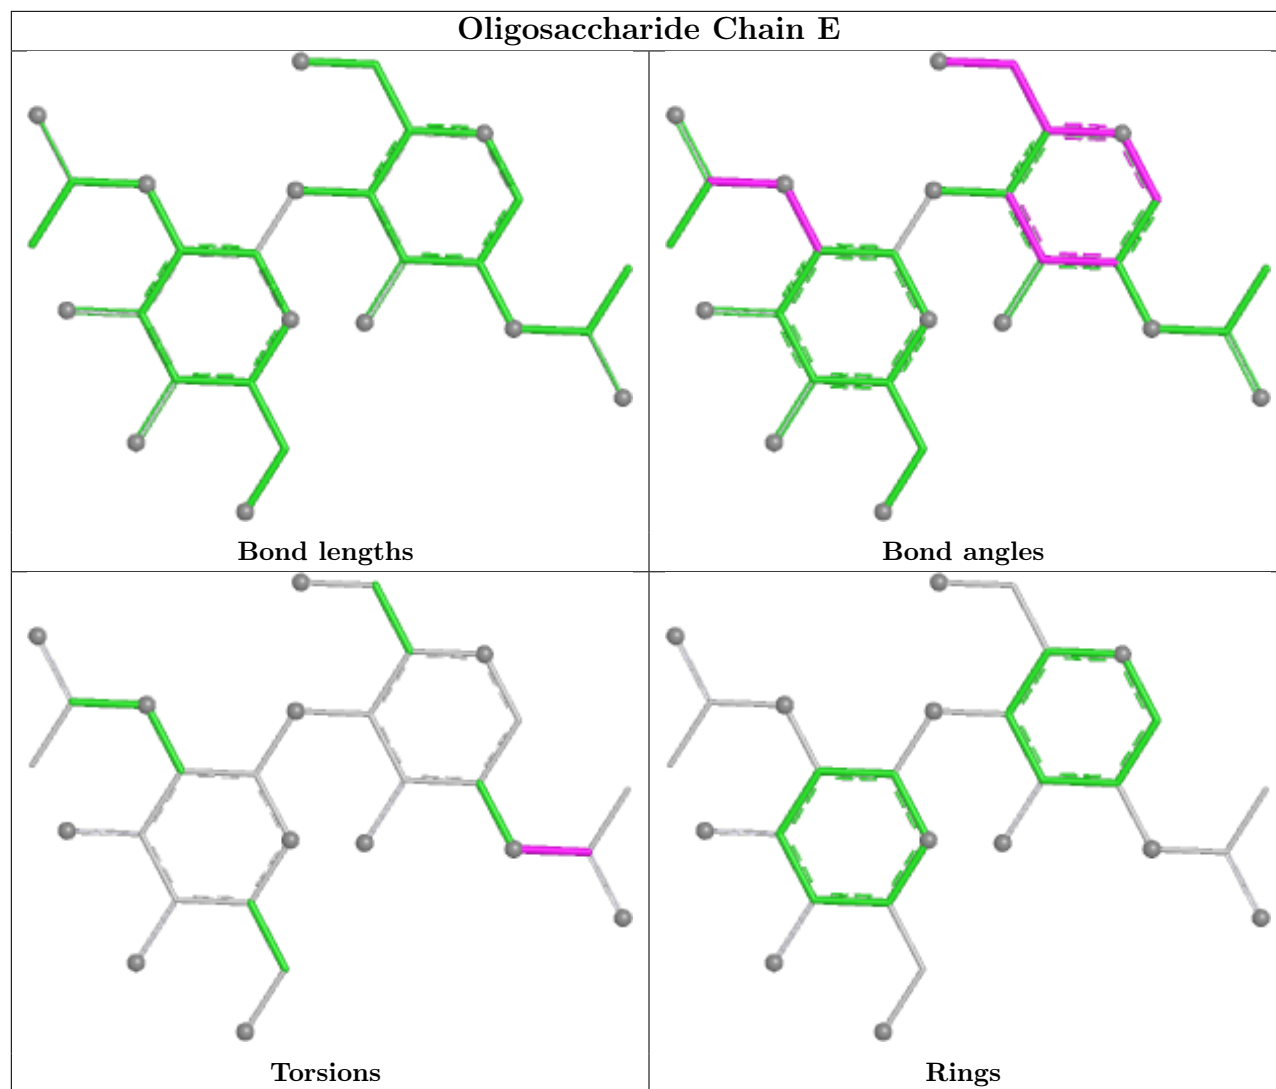 Oligosaccharide Chain E
Bond lengths
Bond angles
Torsions
Rings